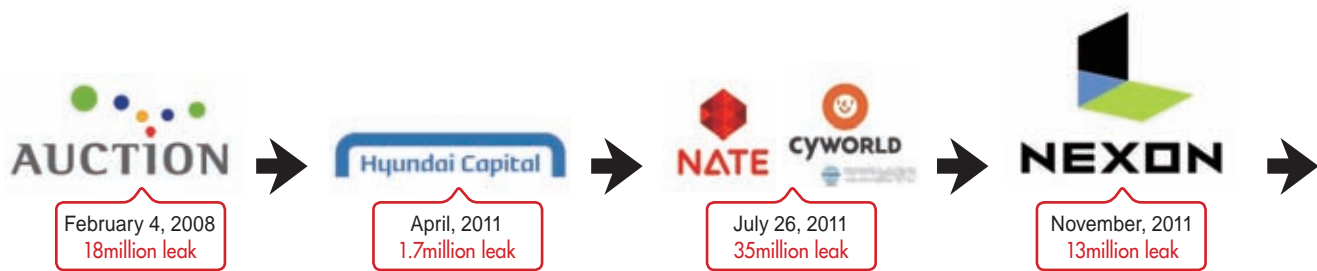 AUCTION
February 4, 2008
18million leak
Hyundai Capital
April, 2011
1.7million leak
NATE
CYWORLD
July 26, 2011
35million leak
NEXON
November, 2011
13million leak